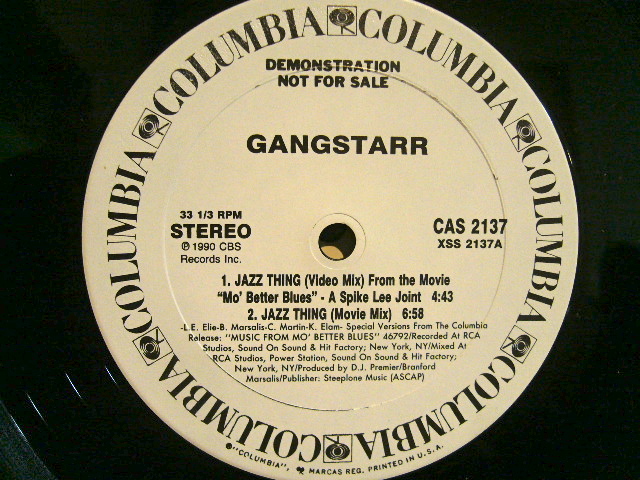 COLUMBIA COLUMBIA COLUMBIA COLUMBIA COLUMBIA COLUMBIA COLUMBIA
DEMONSTRATION
NOT FOR SALE
GANGSTARR
33 1/3 RPM
STEREO
℗ 1990 CBS
Records Inc.
CAS 2137
XSS 2137A
1. JAZZ THING (Video Mix) From the Movie
"Mo' Better Blues" - A Spike Lee Joint 4:43
2. JAZZ THING (Movie Mix) 6:58
-L.E. Elie-B. Marsalis-C. Martin-K. Elam- Special Versions From The Columbia
Release: "MUSIC FROM MO' BETTER BLUES" 46792/Recorded At RCA
Studios, Sound On Sound & Hit Factory; New York, NY/Mixed At
RCA Studios, Power Station, Sound On Sound & Hit Factory;
New York, NY/Produced by D.J. Premier/Branford
Marsalis/Publisher: Steeplone Music (ASCAP)
"COLUMBIA", MARCAS REG. PRINTED IN U.S.A.